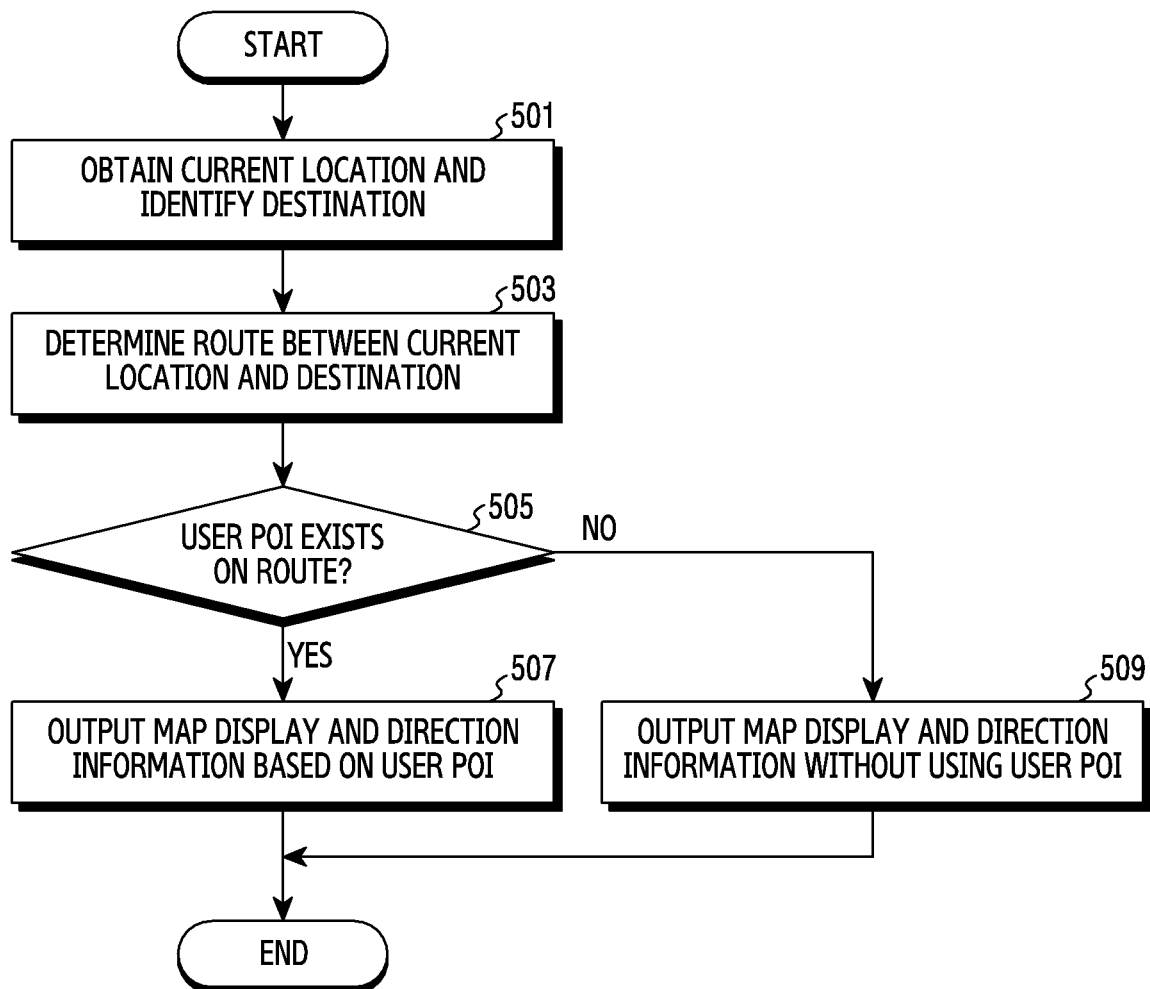 START
501
OBTAIN CURRENT LOCATION AND
IDENTIFY DESTINATION
503
DETERMINE ROUTE BETWEEN CURRENT
LOCATION AND DESTINATION
505
USER POI EXISTS
ON ROUTE?
NO
YES
507
OUTPUT MAP DISPLAY AND DIRECTION
INFORMATION BASED ON USER POI
509
OUTPUT MAP DISPLAY AND DIRECTION
INFORMATION WITHOUT USING USER POI
END